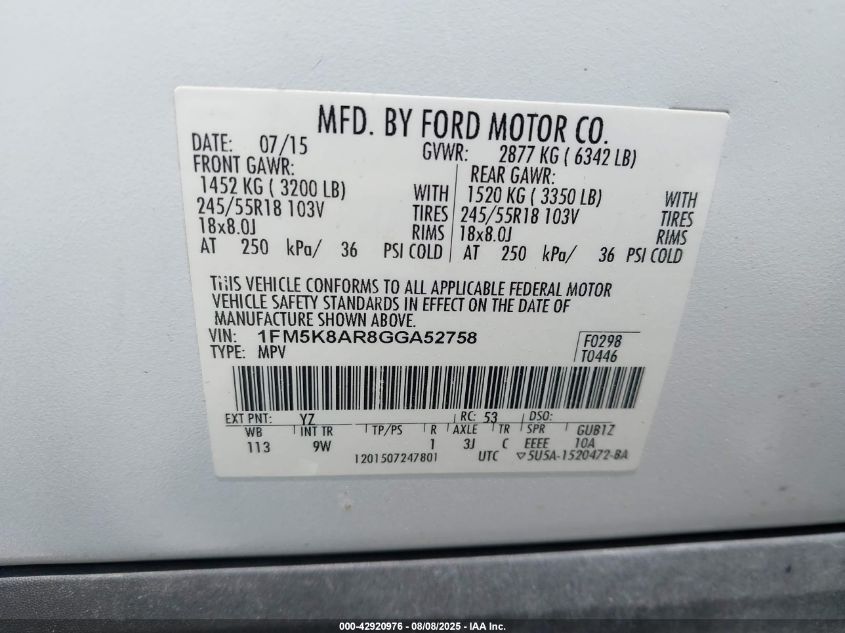 MFD. BY FORD MOTOR CO.
DATE: 07/15 GVWR: 2877 KG ( 6342 LB)
FRONT GAWR: REAR GAWR:
1452 KG ( 3200 LB) WITH 1520 KG ( 3350 LB) WITH
245/55R18 103V TIRES 245/55R18 103V TIRES
18x8.0J RIMS 18x8.0J RIMS
AT 250 kPa/ 36 PSI COLD AT 250 kPa/ 36 PSI COLD
THIS VEHICLE CONFORMS TO ALL APPLICABLE FEDERAL MOTOR
VEHICLE SAFETY STANDARDS IN EFFECT ON THE DATE OF
MANUFACTURE SHOWN ABOVE.
VIN: 1FM5K8AR8GGA52758 F0298
TYPE: MPV T0446
EXT PNT: YZ RC: 53 DSO:
WB INT TR TP/PS R AXLE TR SPR GUB1Z
113 9W 1 3J C EEEE 10A
1201507247801 UTC ▽5U5A-1520472-BA
000-42920976 - 08/08/2025 - IAA Inc.